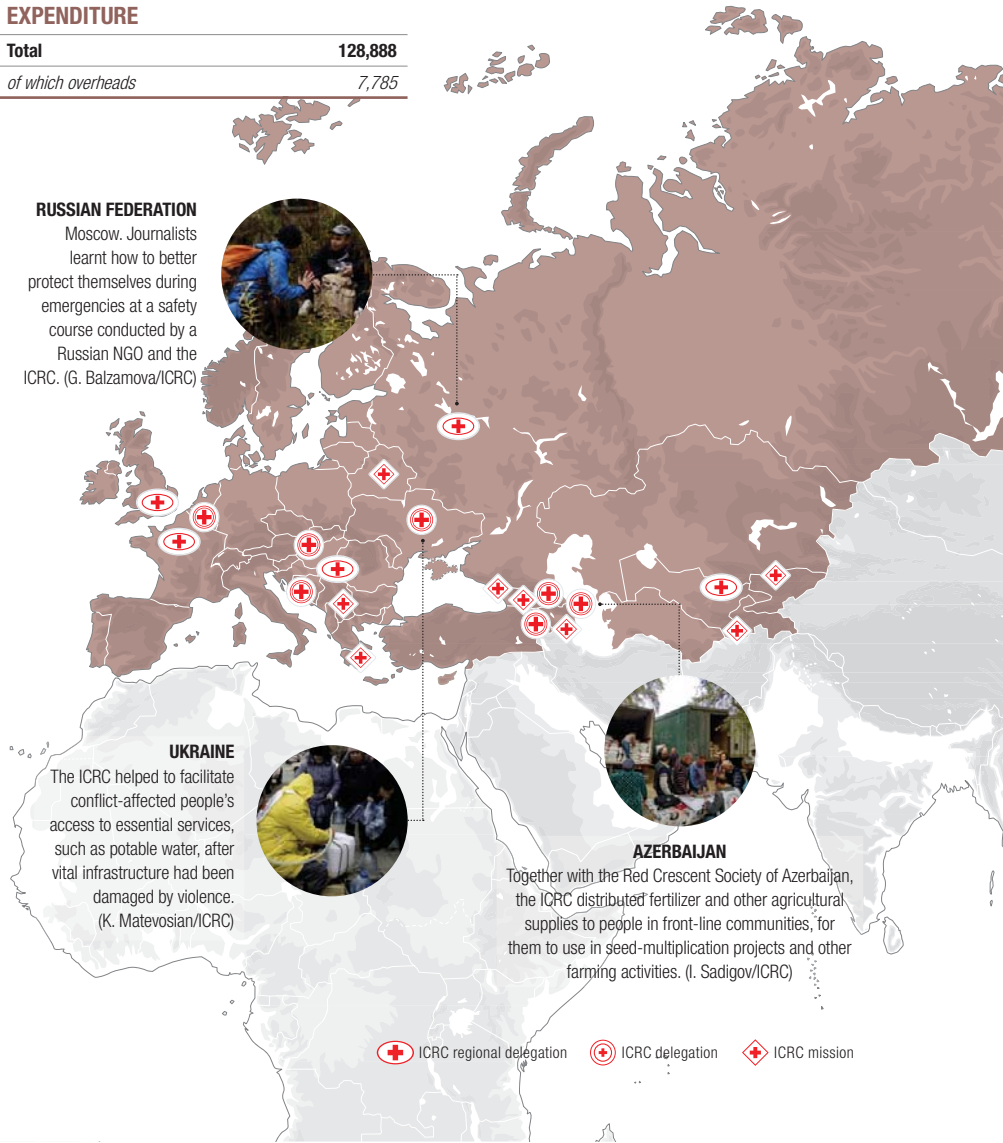 EXPENDITURE
Total 128,888
of which overheads 7,785
RUSSIAN FEDERATION
Moscow. Journalists
learnt how to better
protect themselves during
emergencies at a safety
course conducted by a
Russian NGO and the
ICRC. (G. Balzamova/ICRC)
UKRAINE
The ICRC helped to facilitate
conflict-affected people's
access to essential services,
such as potable water, after
vital infrastructure had been
damaged by violence.
(K. Matevosian/ICRC)
AZERBAIJAN
Together with the Red Crescent Society of Azerbaijan,
the ICRC distributed fertilizer and other agricultural
supplies to people in front-line communities, for
them to use in seed-multiplication projects and other
farming activities. (I. Sadigov/ICRC)
ICRC regional delegation
ICRC delegation
ICRC mission